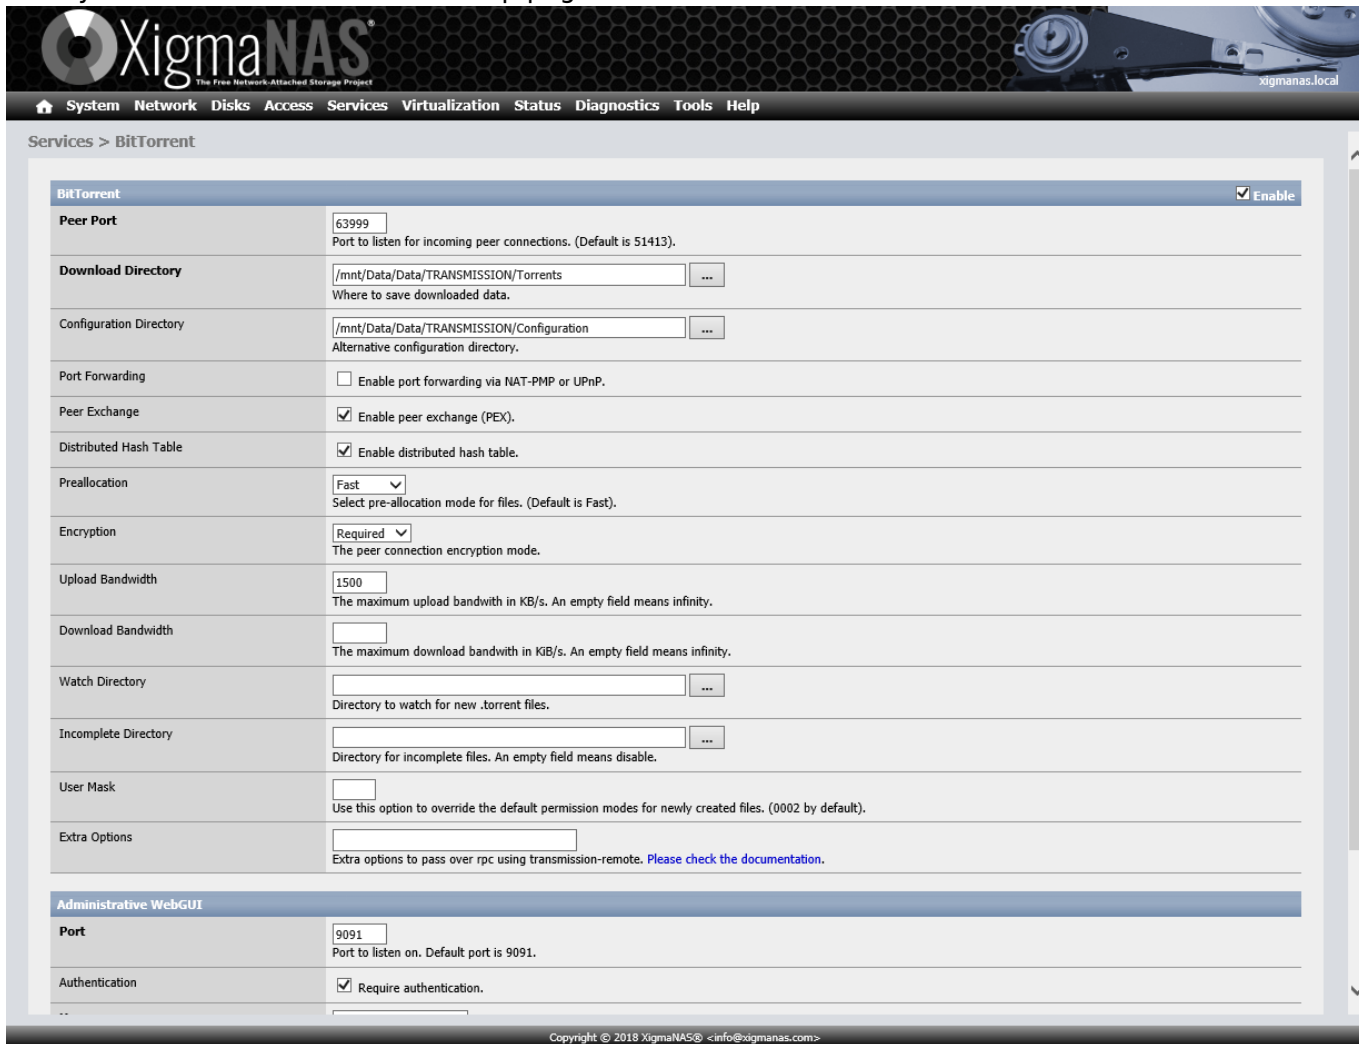 XigmaNAS®
The Free Network-Attached Storage Project
xigmanas.local
System Network Disks Access Services Virtualization Status Diagnostics Tools Help
Services > BitTorrent
BitTorrent Enable
Peer Port
63999
Port to listen for incoming peer connections. (Default is 51413).
Download Directory
/mnt/Data/Data/TRANSMISSION/Torrents ...
Where to save downloaded data.
Configuration Directory
/mnt/Data/Data/TRANSMISSION/Configuration ...
Alternative configuration directory.
Port Forwarding Enable port forwarding via NAT-PMP or UPnP.
Peer Exchange Enable peer exchange (PEX).
Distributed Hash Table Enable distributed hash table.
Preallocation
Fast
Select pre-allocation mode for files. (Default is Fast).
Encryption
Required
The peer connection encryption mode.
Upload Bandwidth
1500
The maximum upload bandwith in KB/s. An empty field means infinity.
Download Bandwidth
The maximum download bandwith in KiB/s. An empty field means infinity.
Watch Directory
...
Directory to watch for new .torrent files.
Incomplete Directory
...
Directory for incomplete files. An empty field means disable.
User Mask
Use this option to override the default permission modes for newly created files. (0002 by default).
Extra Options
Extra options to pass over rpc using transmission-remote. Please check the documentation.
Administrative WebGUI
Port
9091
Port to listen on. Default port is 9091.
Authentication Require authentication.
Copyright © 2018 XigmaNAS® <info@xigmanas.com>